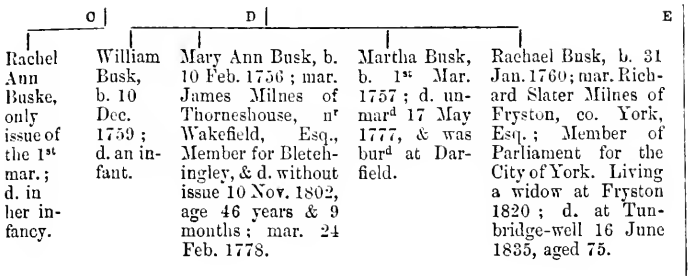 C D E
Rachel
Ann
Buske,
only
issue of
the 1st
mar.;
d. in
her in-
fancy.
William
Busk,
b. 10
Dec.
1759 ;
d. an in-
fant.
Mary Ann Busk, b.
10 Feb. 1756 ; mar.
James Milnes of
Thorneshouse, nr
Wakefield, Esq.,
Member for Bletch-
ingley, & d. without
issue 10 Nov. 1802,
age 46 years & 9
months ; mar. 24
Feb. 1778.
Martha Busk,
b. 1st Mar.
1757 ; d. un-
mard 17 May
1777, & was
burd at Dar-
field.
Rachael Busk, b. 31
Jan. 1760; mar. Rich-
ard Slater Milnes of
Fryston, co. York,
Esq. ; Member of
Parliament for the
City of York. Living
a widow at Fryston
1820 ; d. at Tun-
bridge-well 16 June
1835, aged 75.